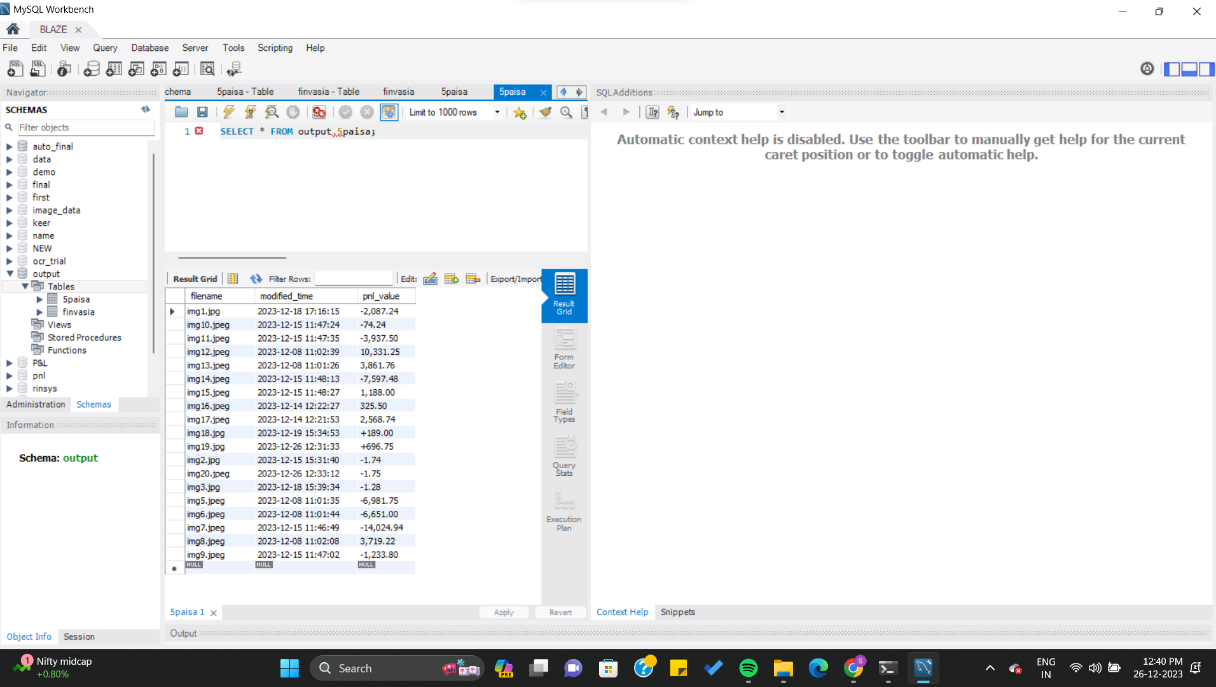 MySQL Workbench
BLAZE
File Edit View Query Database Server Tools Scripting Help
Navigator
SCHEMAS
Filter objects
auto_final
data
demo
final
first
image_data
keer
name
NEW
ocr_trial
output
Tables
5paisa
finvasia
Views
Stored Procedures
Functions
P&L
pnl
rinsys
Administration Schemas
Information
Schema: output
Object Info Session
chema 5paisa - Table finvasia - Table finvasia 5paisa 5paisa
Limit to 1000 rows
1 SELECT * FROM output.5paisa;
Result Grid Filter Rows: Edit: Export/Import
filename modified_time pnl_value
img1.jpg 2023-12-18 17:16:15 -2,087.24
img10.jpeg 2023-12-15 11:47:24 -74.24
img11.jpeg 2023-12-15 11:47:35 -3,937.50
img12.jpeg 2023-12-08 11:02:39 10,331.25
img13.jpeg 2023-12-08 11:01:26 3,861.76
img14.jpeg 2023-12-15 11:48:13 -7,597.48
img15.jpeg 2023-12-15 11:48:27 1,188.00
img16.jpeg 2023-12-14 12:22:27 325.50
img17.jpeg 2023-12-14 12:21:53 2,568.74
img18.jpg 2023-12-19 15:34:53 +189.00
img19.jpg 2023-12-26 12:31:33 +696.75
img2.jpg 2023-12-15 15:31:40 -1.74
img20.jpeg 2023-12-26 12:33:12 -1.75
img3.jpg 2023-12-18 15:39:34 -1.28
img5.jpeg 2023-12-08 11:01:35 -6,981.75
img6.jpeg 2023-12-08 11:01:44 -6,651.00
img7.jpeg 2023-12-15 11:46:49 -14,024.94
img8.jpeg 2023-12-08 11:02:08 3,719.22
img9.jpeg 2023-12-15 11:47:02 -1,233.80
NULL NULL NULL
Result Grid
Form Editor
Field Types
Query Stats
Execution Plan
5paisa 1 Apply Revert
Output
SQLAdditions
Jump to
Automatic context help is disabled. Use the toolbar to manually get help for the current
caret position or to toggle automatic help.
Context Help Snippets
1 Nifty midcap
+0.80%
Search
PRE
S
ENG
IN
12:40 PM
26-12-2023